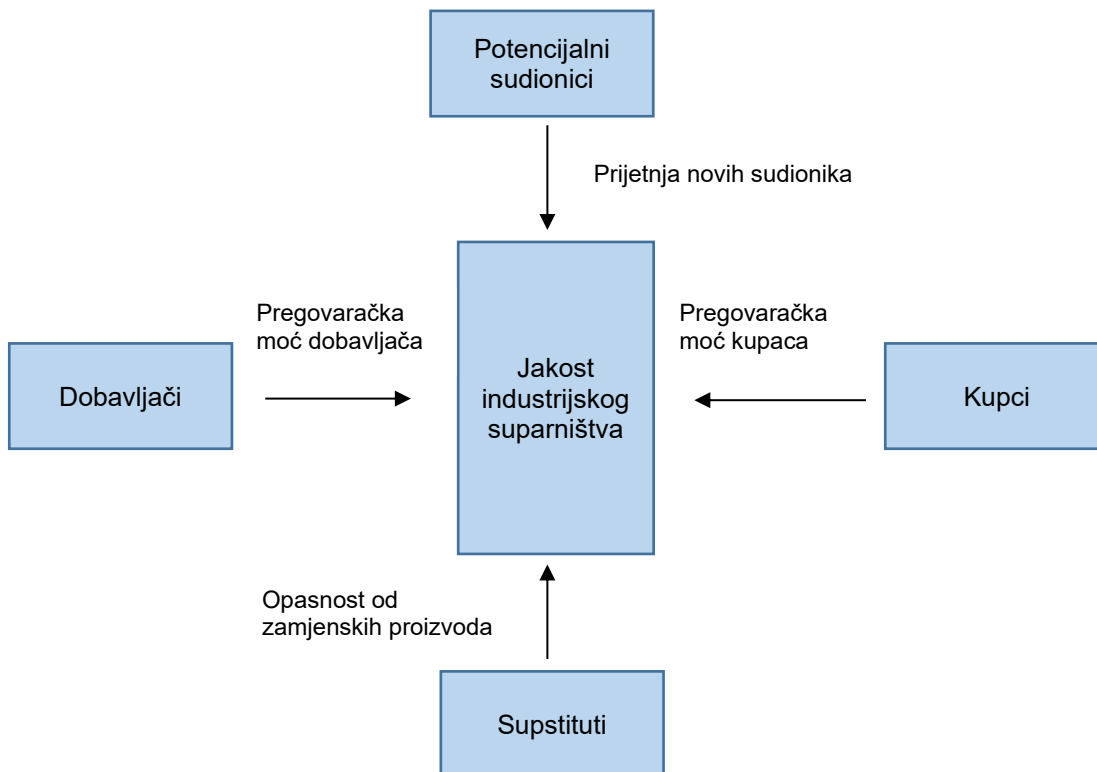 Potencijalni
sudionici
Prijetnja novih sudionika
Pregovaračka
moć dobavljača
Pregovaračka
moć kupaca
Dobavljači
Jakost
industrijskog
suparništva
Kupci
Opasnost od
zamjenskih proizvoda
Supstituti